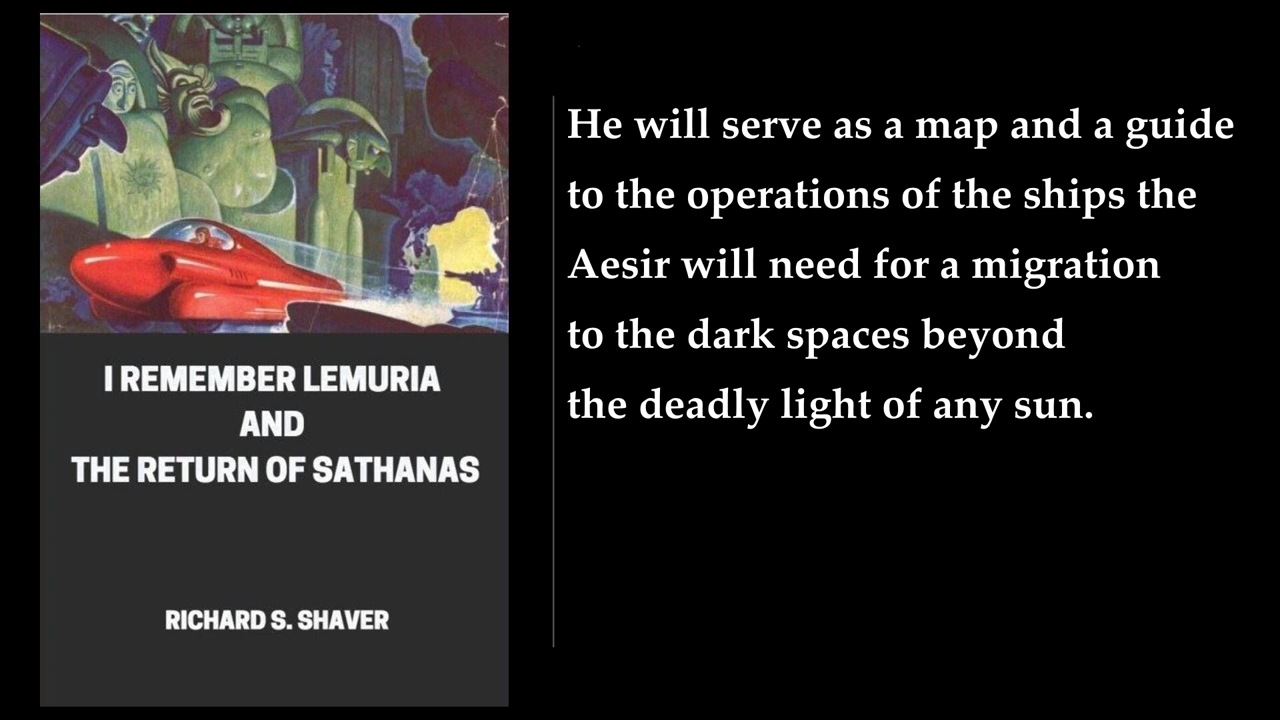 I REMEMBER LEMURIA
AND
THE RETURN OF SATHANAS
RICHARD S. SHAVER
He will serve as a map and a guide
to the operations of the ships the
Aesir will need for a migration
to the dark spaces beyond
the deadly light of any sun.